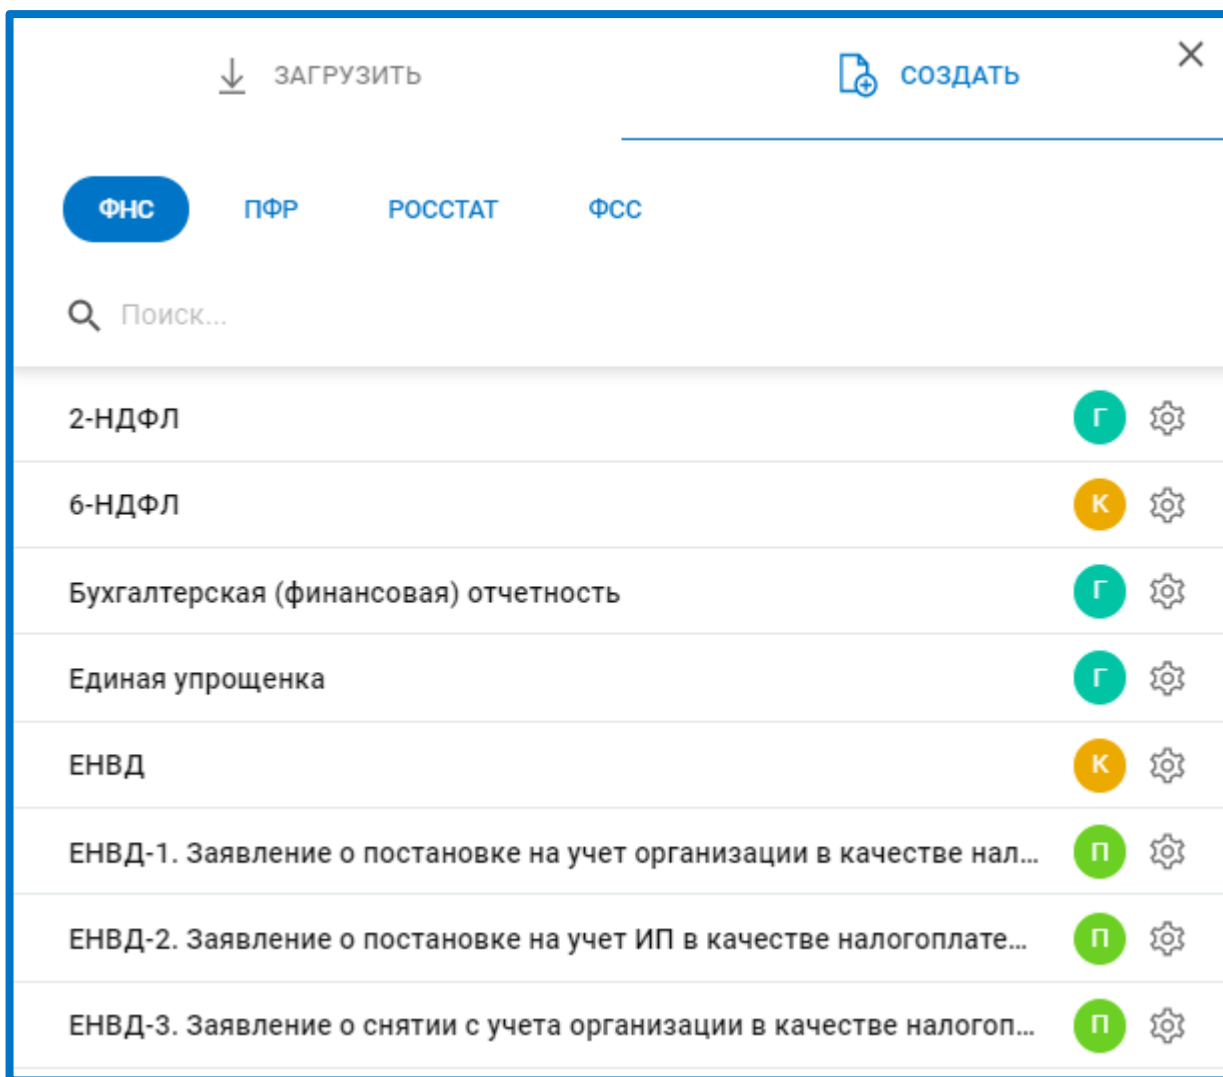 ЗАГРУЗИТЬ СОЗДАТЬ
ФНС ПФР РОССТАТ ФСС
Поиск...
2-НДФЛ Г
6-НДФЛ К
Бухгалтерская (финансовая) отчетность Г
Единая упрощенка Г
ЕНВД К
ЕНВД-1. Заявление о постановке на учет организации в качестве нал... П
ЕНВД-2. Заявление о постановке на учет ИП в качестве налогоплате... П
ЕНВД-3. Заявление о снятии с учета организации в качестве налогоп... П